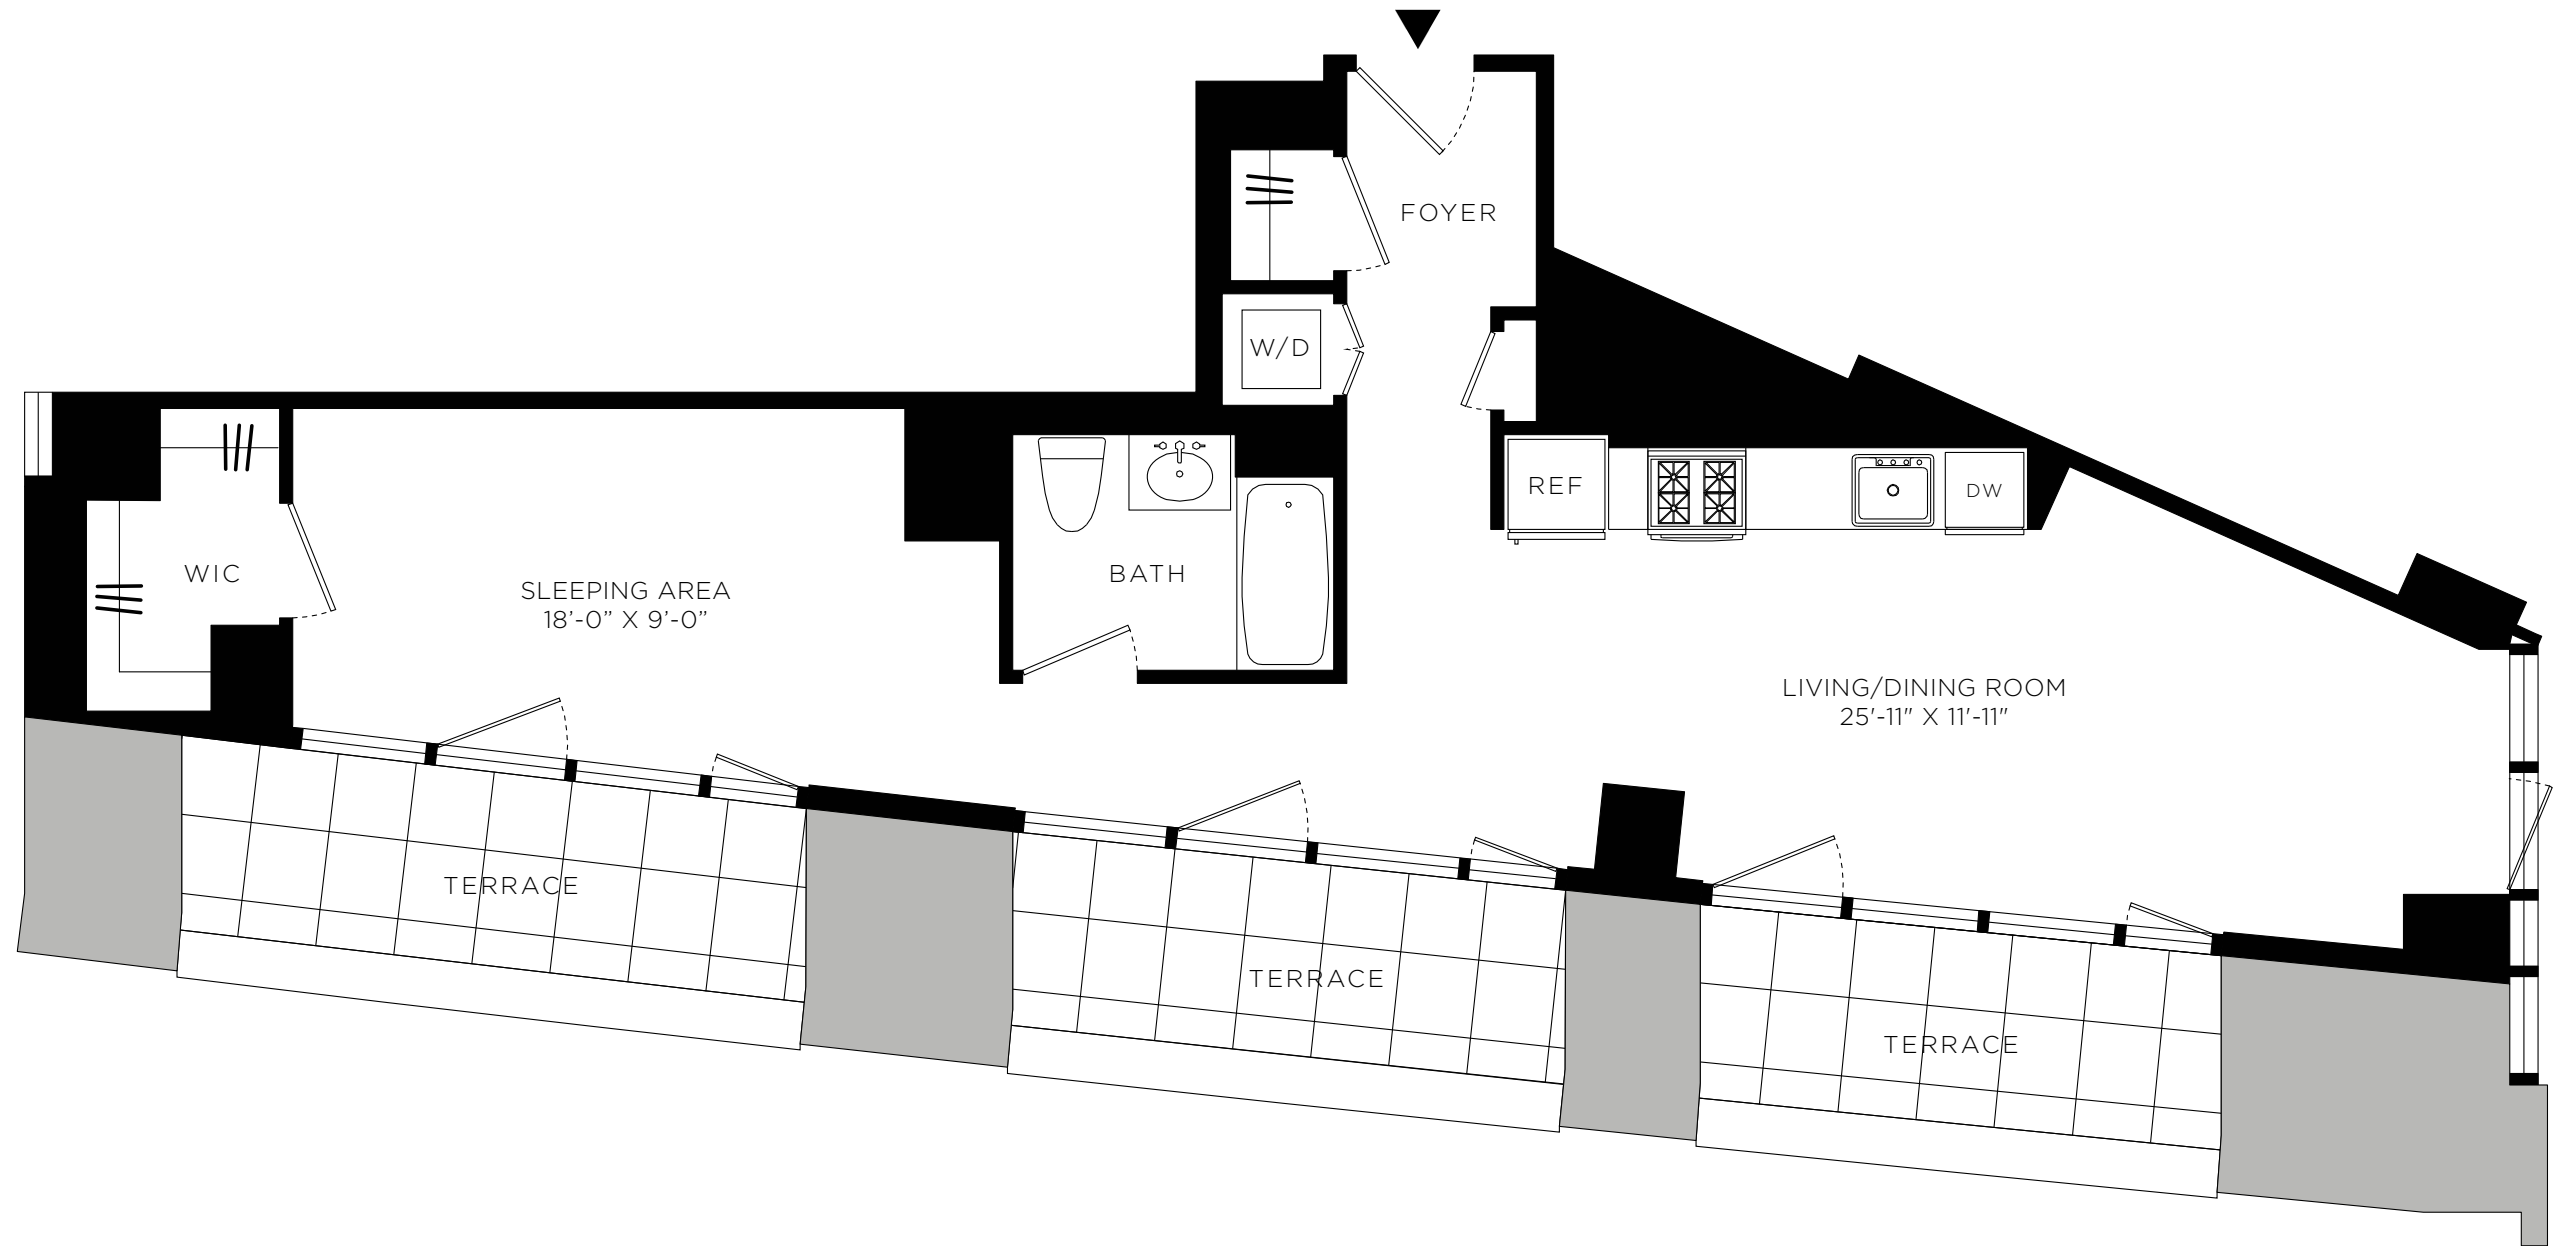 FOYER
W/D
REF
DW
WIC
BATH
SLEEPING AREA
18'-0” X 9'-0”
LIVING/DINING ROOM
25'-11" X 11'-11"
TERRACE
TERRACE
TERRACE